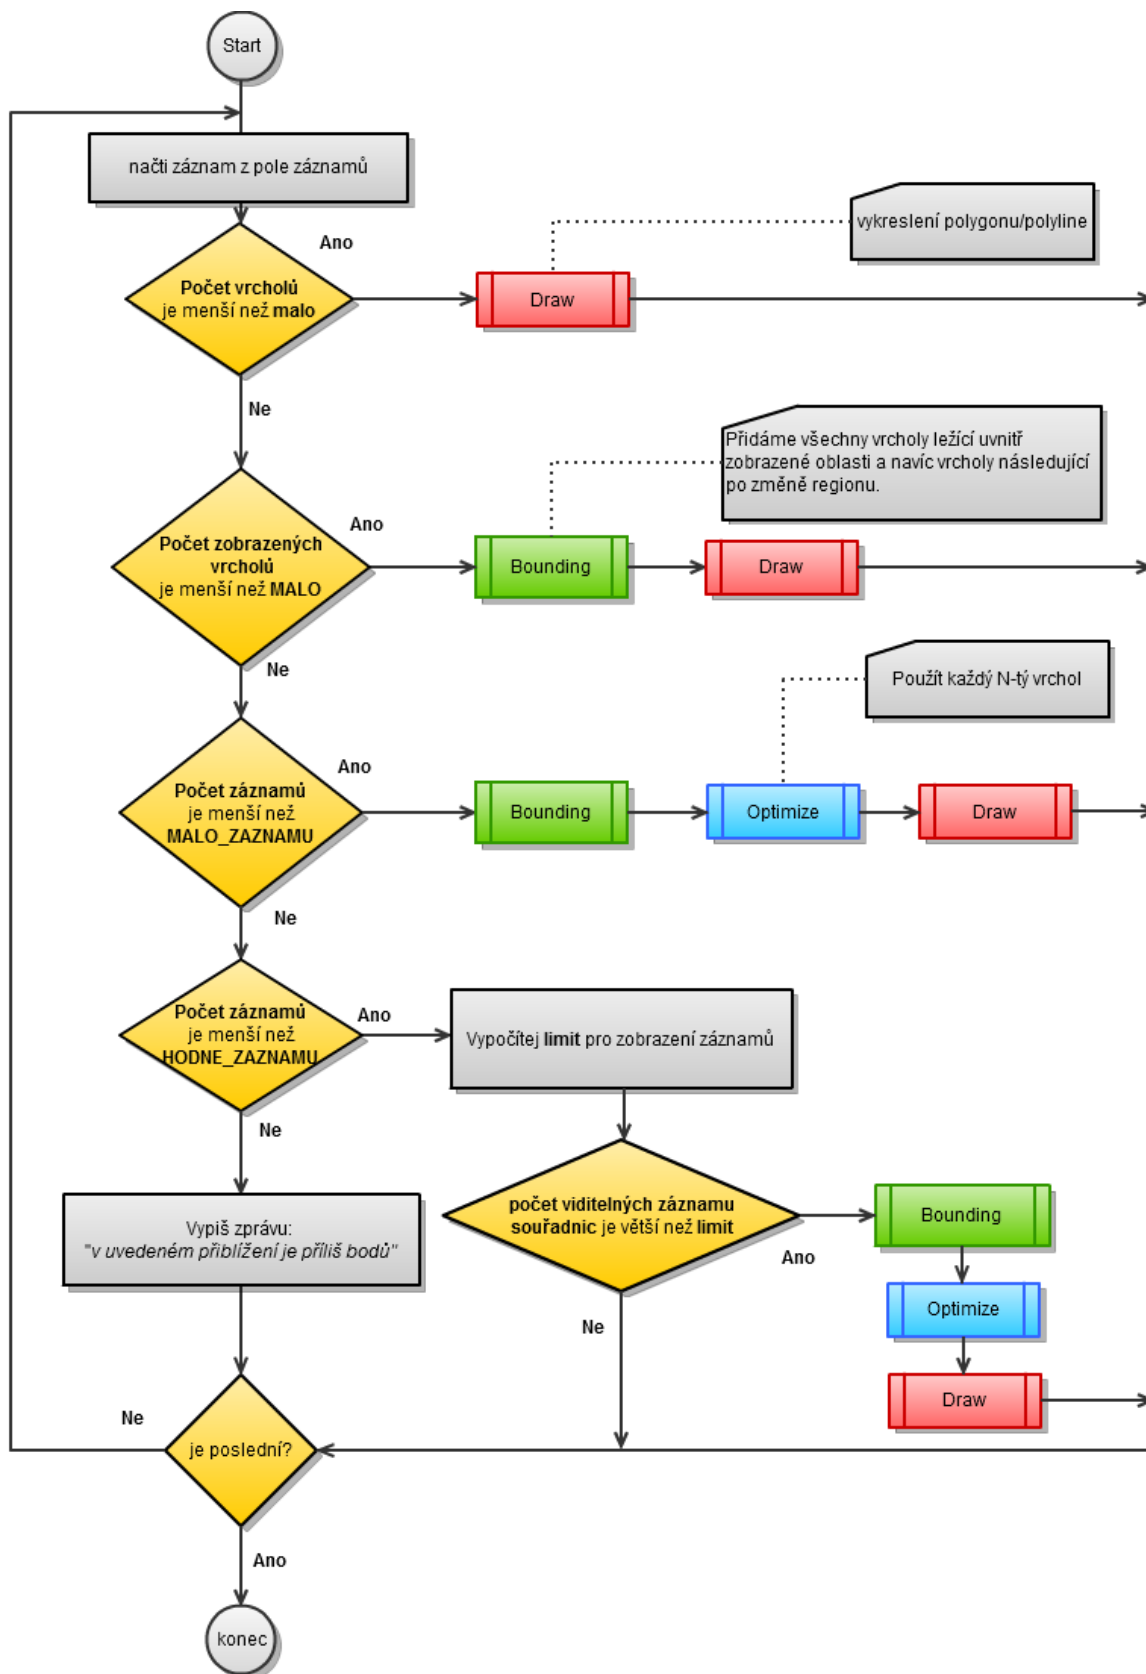 Start
načti záznam z pole záznamů
Ano
vykreslení polygonu/polyline
Počet vrcholů
je menší než malo
Draw
Ne
Přidáme všechny vrcholy ležící uvnitř
zobrazené oblasti a navíc vrcholy následující
po změně regionu.
Ano
Počet zobrazených
vrcholů
je menší než MALO
Bounding
Draw
Ne
Použít každý N-tý vrchol
Ano
Počet záznamů
je menší než
MALO_ZAZNAMU
Bounding
Optimize
Draw
Ne
Počet záznamů
je menší než
HODNE_ZAZNAMU
Ano
Vypočítej limit pro zobrazení záznamů
Ne
Vypiš zprávu:
"v uvedeném přiblížení je příliš bodů"
počet viditelných záznamu
souřadnic je větší než limit
Ano
Bounding
Optimize
Draw
Ne
Ne
je poslední?
Ano
konec